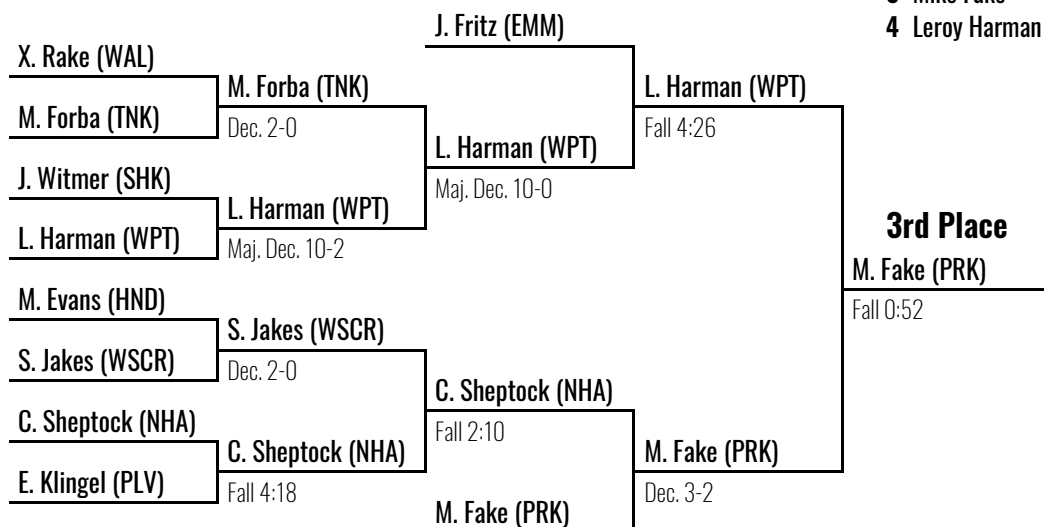 X. Rake (WAL)
M. Forba (TNK)
J. Witmer (SHK)
L. Harman (WPT)
M. Evans (HND)
S. Jakes (WSCR)
C. Sheptock (NHA)
E. Klingel (PLV)
M. Forba (TNK)
Dec. 2-0
L. Harman (WPT)
Maj. Dec. 10-2
S. Jakes (WSCR)
Dec. 2-0
C. Sheptock (NHA)
Fall 4:18
J. Fritz (EMM)
L. Harman (WPT)
Maj. Dec. 10-0
C. Sheptock (NHA)
Fall 2:10
M. Fake (PRK)
L. Harman (WPT)
Fall 4:26
M. Fake (PRK)
Dec. 3-2
4 Leroy Harman
3rd Place
M. Fake (PRK)
Fall 0:52